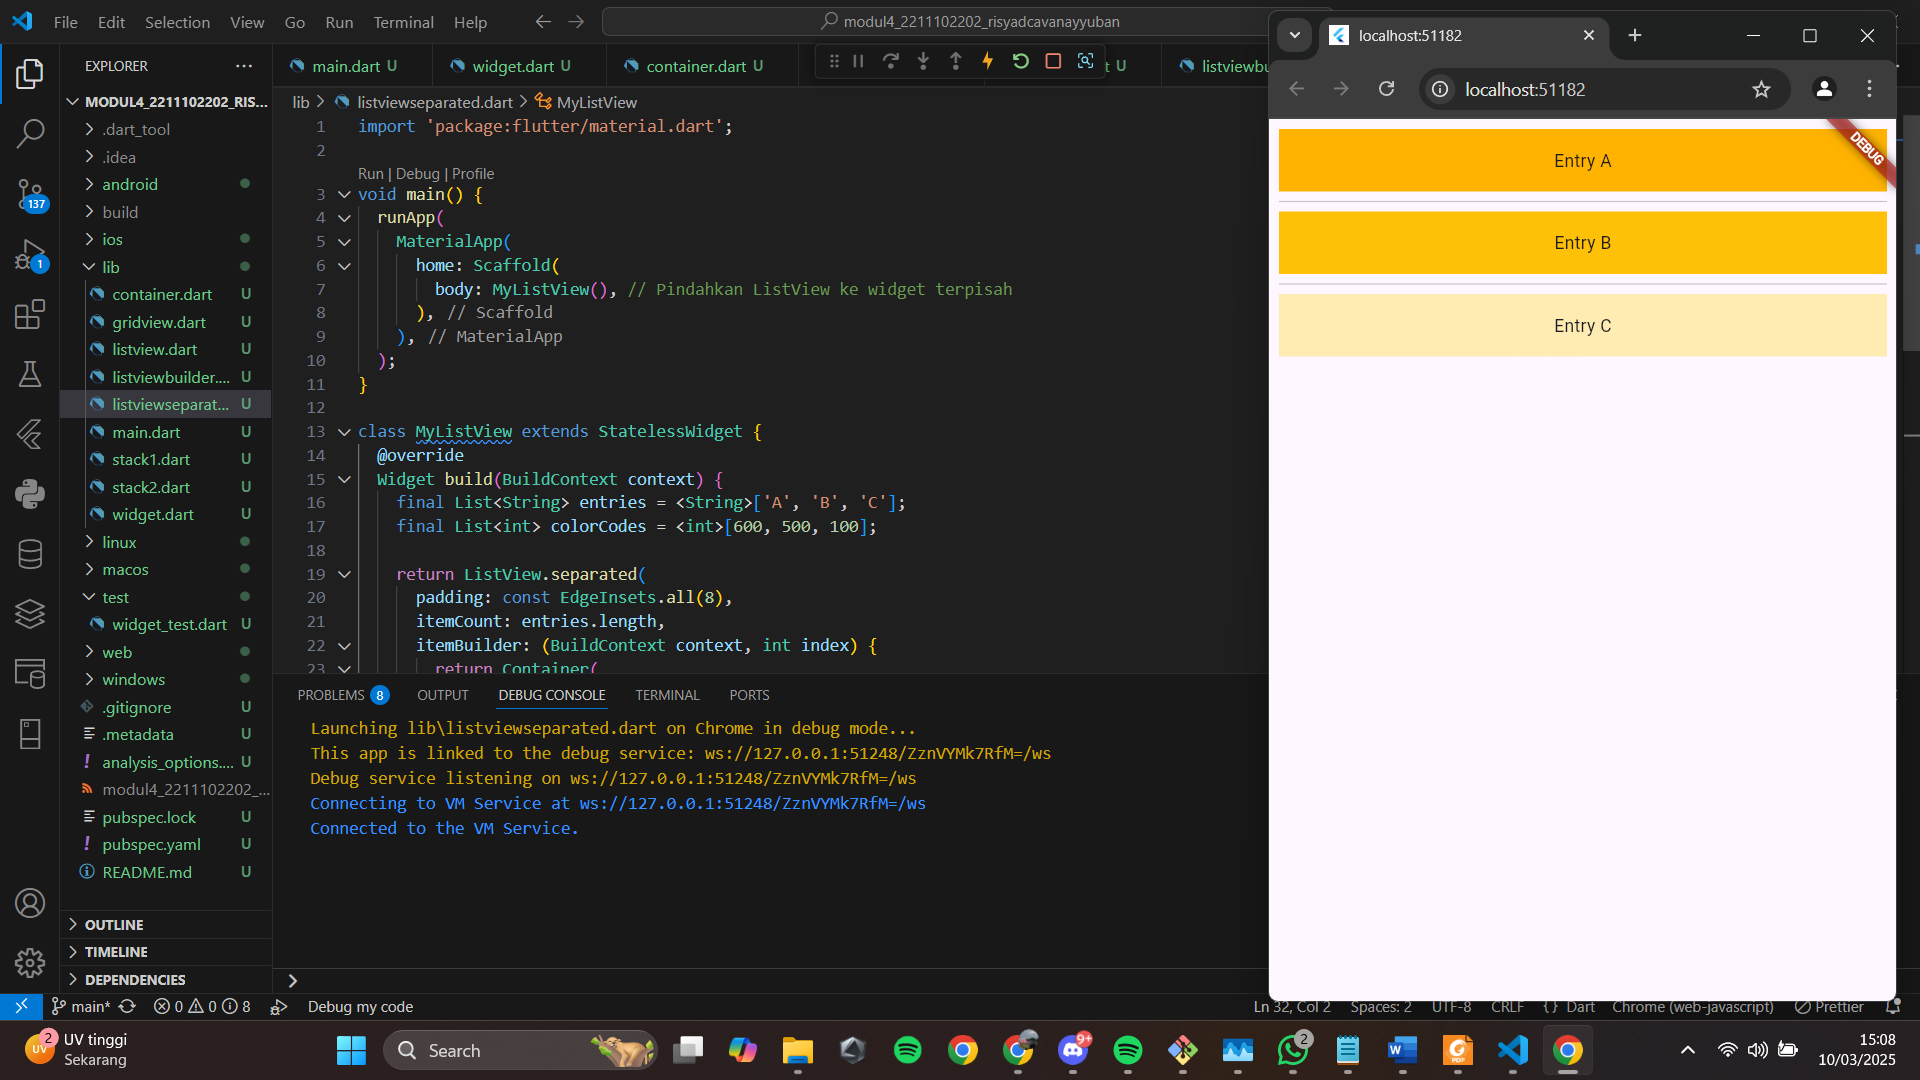 File Edit Selection View Go Run Terminal Help
modul4_2211102202_risyadcavanayyuban
EXPLORER
MODUL4_2211102202_RIS...
.dart_tool
.idea
android
build
ios
lib
container.dart U
gridview.dart U
listview.dart U
listviewbuilder.... U
listviewseparat... U
main.dart U
stack1.dart U
stack2.dart U
widget.dart U
linux
macos
test
widget_test.dart U
web
windows
.gitignore U
.metadata U
analysis_options.... U
modul4_2211102202_...
pubspec.lock U
pubspec.yaml U
README.md U
OUTLINE
TIMELINE
DEPENDENCIES
137
1
main.dart U
widget.dart U
container.dart U
t U
listviewbu
lib > listviewseparated.dart > MyListView
1 import 'package:flutter/material.dart';
2
Run | Debug | Profile
3 void main() {
4 runApp(
5 MaterialApp(
6 home: Scaffold(
7 body: MyListView(), // Pindahkan ListView ke widget terpisah
8 ), // Scaffold
9 ), // MaterialApp
10 );
11 }
12
13 class MyListView extends StatelessWidget {
14 @override
15 Widget build(BuildContext context) {
16 final List<String> entries = <String>['A', 'B', 'C'];
17 final List<int> colorCodes = <int>[600, 500, 100];
18
19 return ListView.separated(
20 padding: const EdgeInsets.all(8),
21 itemCount: entries.length,
22 itemBuilder: (BuildContext context, int index) {
23 return Container(
PROBLEMS 8 OUTPUT DEBUG CONSOLE TERMINAL PORTS
Launching lib\listviewseparated.dart on Chrome in debug mode...
This app is linked to the debug service: ws://127.0.0.1:51248/ZznVYMk7RfM=/ws
Debug service listening on ws://127.0.0.1:51248/ZznVYMk7RfM=/ws
Connecting to VM Service at ws://127.0.0.1:51248/ZznVYMk7RfM=/ws
Connected to the VM Service.
localhost:51182
localhost:51182
DEBUG
Entry A
Entry B
Entry C
main* 0 0 8 Debug my code
Ln 32, Col 2 Spaces: 2 UTF-8 CRLF {} Dart Chrome (web-javascript) Prettier
UV 2
UV tinggi
Sekarang
Search
9+
PDF
W
2
15:08
10/03/2025